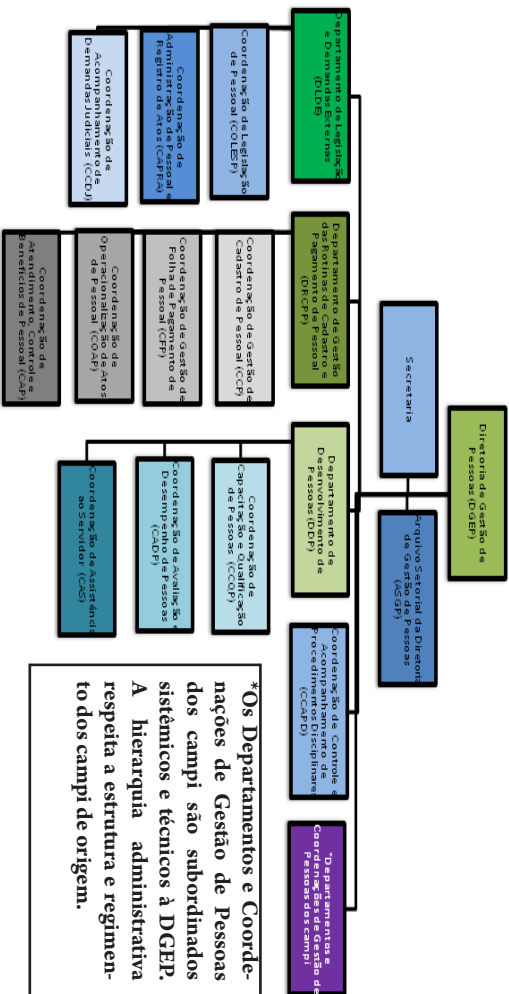 Diretoria de Gestão de
Pessoas (DGEP)
Secretaria
Arquivo Setorial da Diretoria
de Gestão de Pessoas
(ASGP)
Departamento de Legislação
e Demandas Externas
(DLDE)
Coordenação de Legislação
de Pessoal (COLESP)
Coordenação de
Administração de Pessoal e
Registro de Atos (CAPRA)
Coordenação de
Acompanhamento de
Demandas Judiciais (CCDJ)
Departamento de Gestão
das Rotinas de Cadastro e
Pagamento de Pessoal
(DRCPP)
Coordenação de Gestão de
Cadastro de Pessoal (CCP)
Coordenação de Gestão de
Folha de Pagamento de
Pessoal (CFP)
Coordenação de
Operacionalização de Atos
de Pessoal (COAP)
Coordenação de
Atendimento, Controle e
Benefícios de Pessoal (CAP)
Departamento de
Desenvolvimento de
Pessoas (DDP)
Coordenação de
Capacitação e Qualificação
de Pessoas (CCQP)
Coordenação de Avaliação e
Desempenho de Pessoas
(CADP)
Coordenação de Assistência
ao Servidor (CAS)
Coordenação de Controle e
Acompanhamento de
Procedimentos Disciplinares
(CCAPD)
*Departamentos e
Coordenações de Gestão de
Pessoas dos campi
*Os Departamentos e Coorde-
nações de Gestão de Pessoas
dos campi são subordinados
sistêmicos e técnicos à DGEP.
A hierarquia administrativa
respeita a estrutura e regimen-
to dos campi de origem.